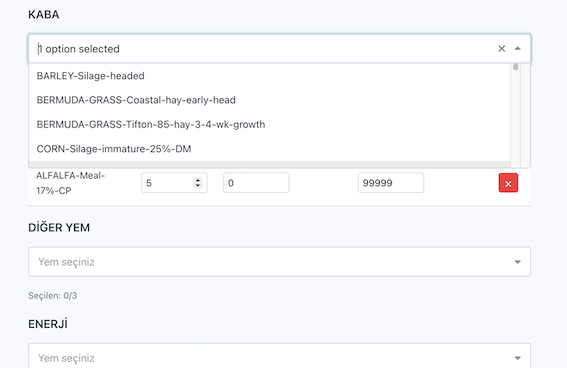 KABA
1 option selected
BARLEY-Silage-headed
BERMUDA-GRASS-Coastal-hay-early-head
BERMUDA-GRASS-Tifton-85-hay-3-4-wk-growth
CORN-Silage-immature-25%-DM
ALFALFA-Meal-
17%-CP
5 0 99999 x
DİĞER YEM
Yem seçiniz
Seçilen: 0/3
ENERJİ
Yem seçiniz